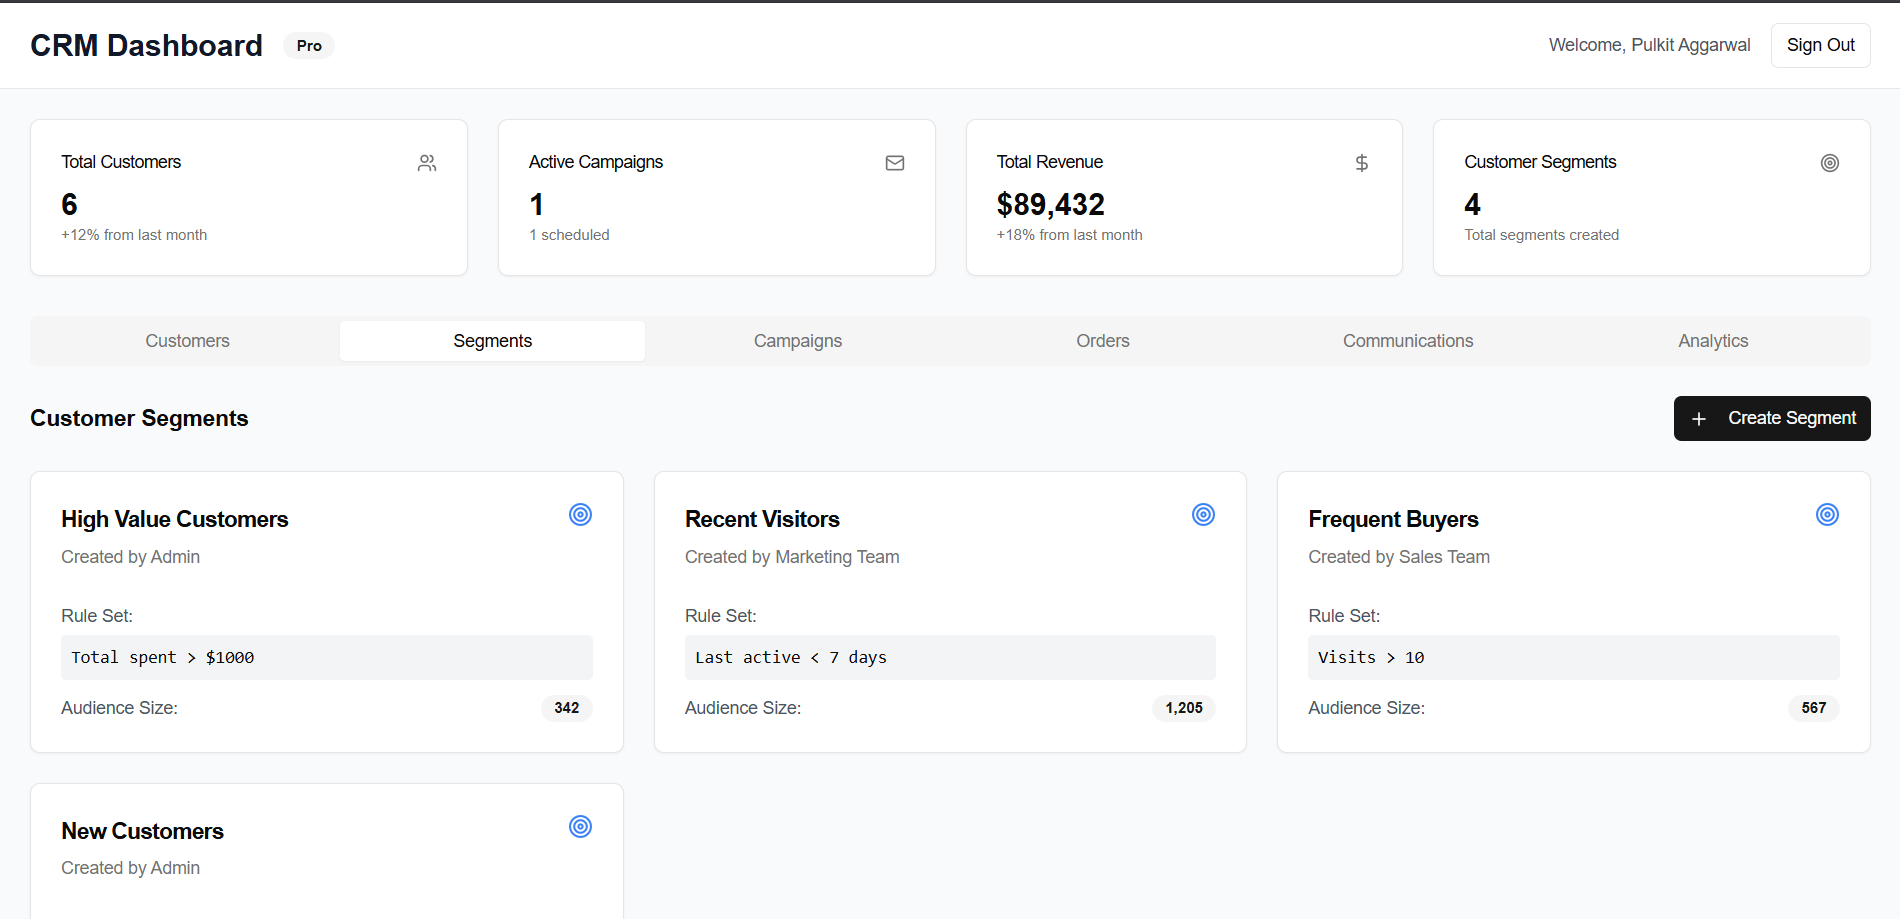 CRM Dashboard Pro Welcome, Pulkit Aggarwal Sign Out
Total Customers
6
+12% from last month
Active Campaigns
1
1 scheduled
Total Revenue
$89,432
+18% from last month
Customer Segments
4
Total segments created
Customers Segments Campaigns Orders Communications Analytics
Customer Segments
+ Create Segment
High Value Customers
Created by Admin
Rule Set:
Total spent > $1000
Audience Size: 342
Recent Visitors
Created by Marketing Team
Rule Set:
Last active < 7 days
Audience Size: 1,205
Frequent Buyers
Created by Sales Team
Rule Set:
Visits > 10
Audience Size: 567
New Customers
Created by Admin